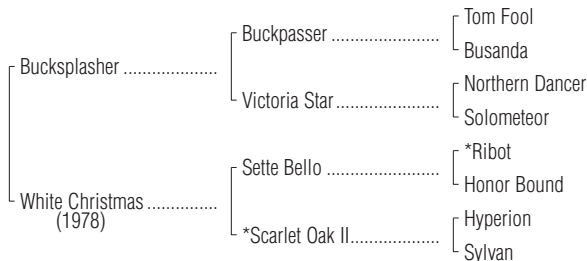 Tom Fool
Buckpasser ......................
Busanda
Bucksplasher ...................
Northern Dancer
Victoria Star ......................
Solometeor
*Ribot
Sette Bello .......................
Honor Bound
White Christmas ..............
(1978)
Hyperion
*Scarlet Oak II...................
Sylvan